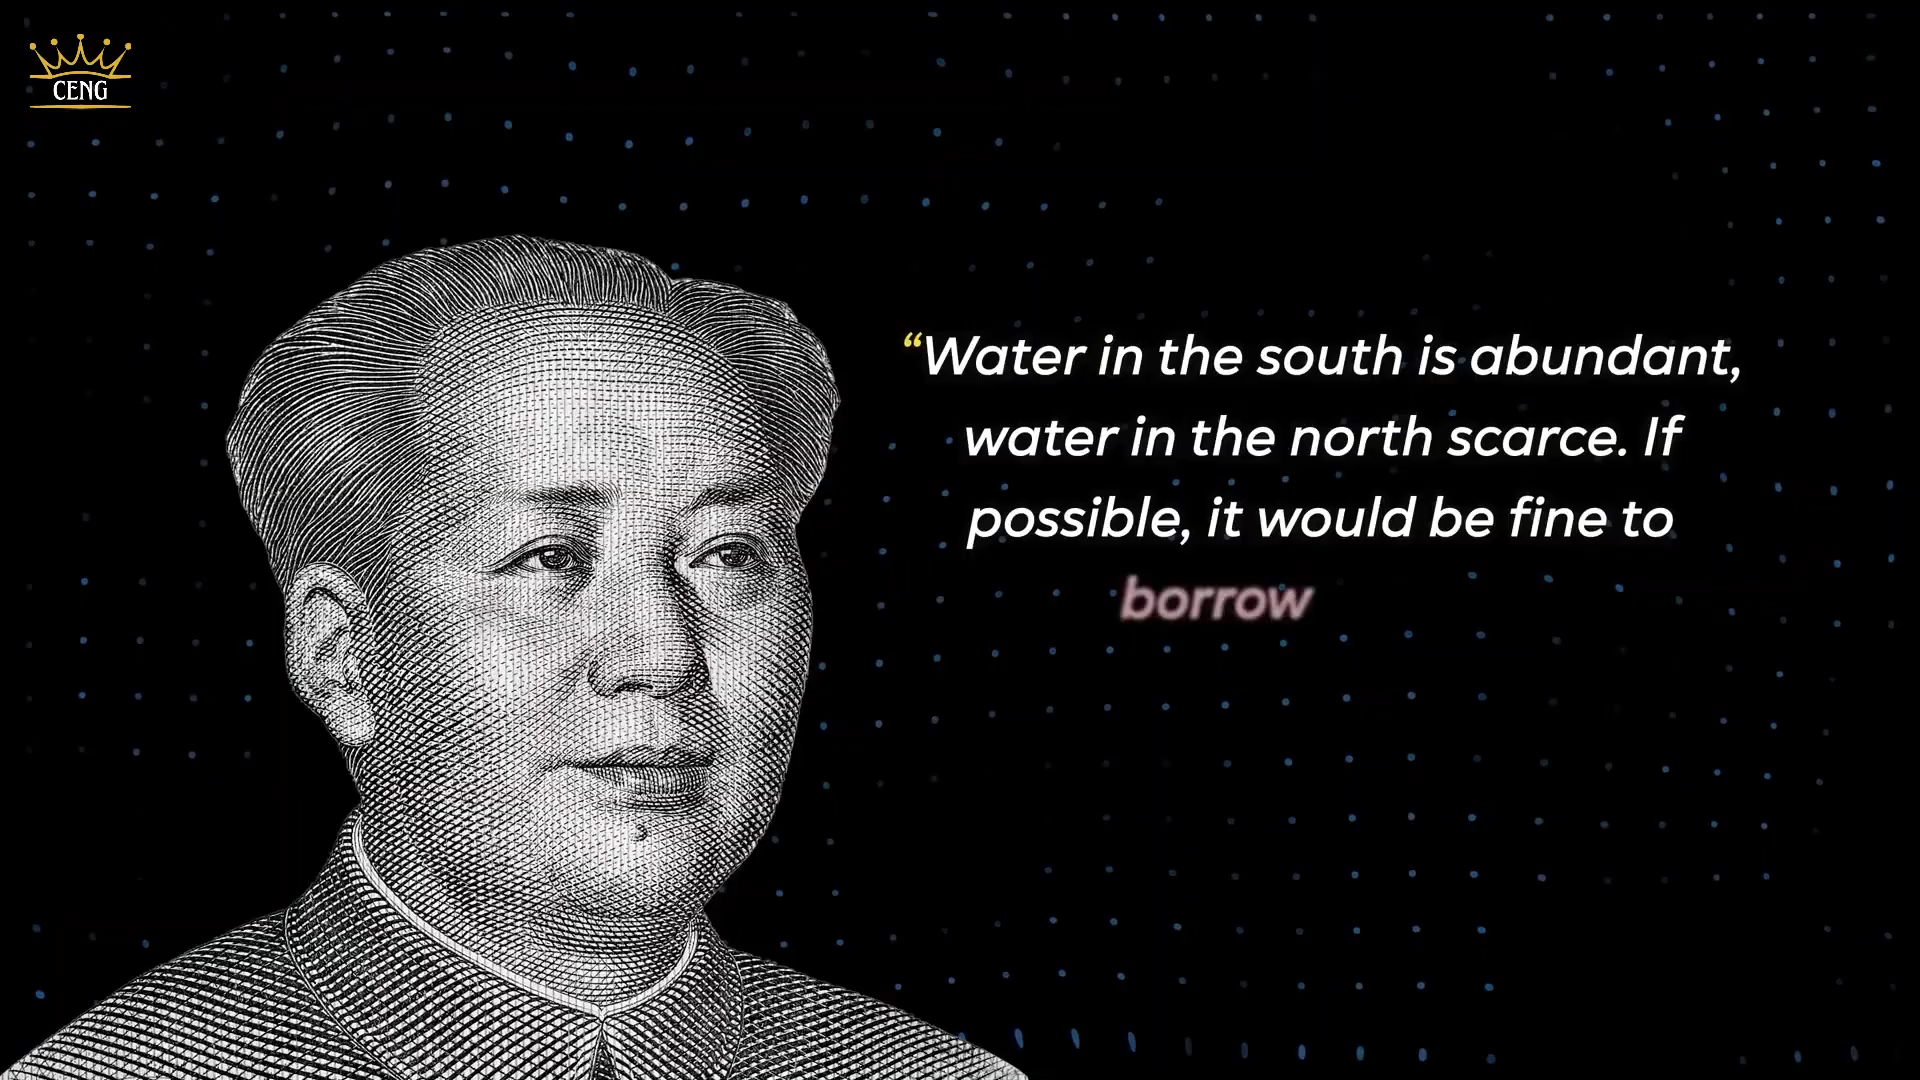 CENG
“Water in the south is abundant,
water in the north scarce. If
possible, it would be fine to
borrow